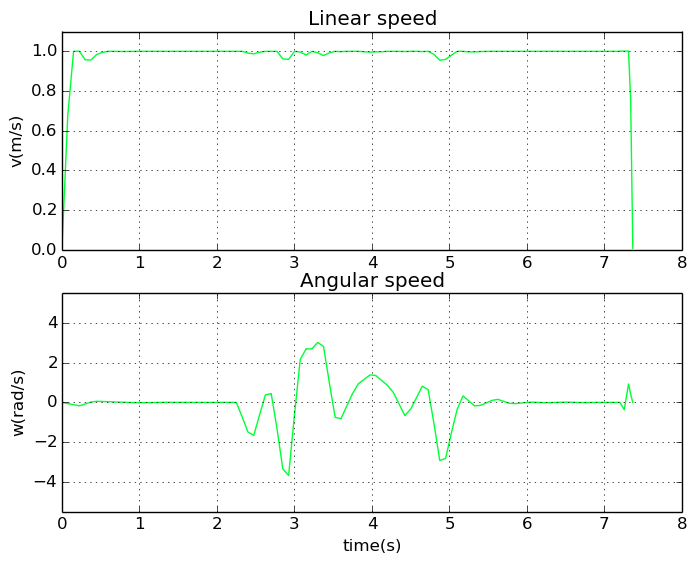 Linear speed
v(m/s)
1.0
0.8
0.6
0.4
0.2
0.0
0 1 2 3 4 5 6 7 8
Angular speed
w(rad/s)
4
2
0
−2
−4
0 1 2 3 4 5 6 7 8
time(s)